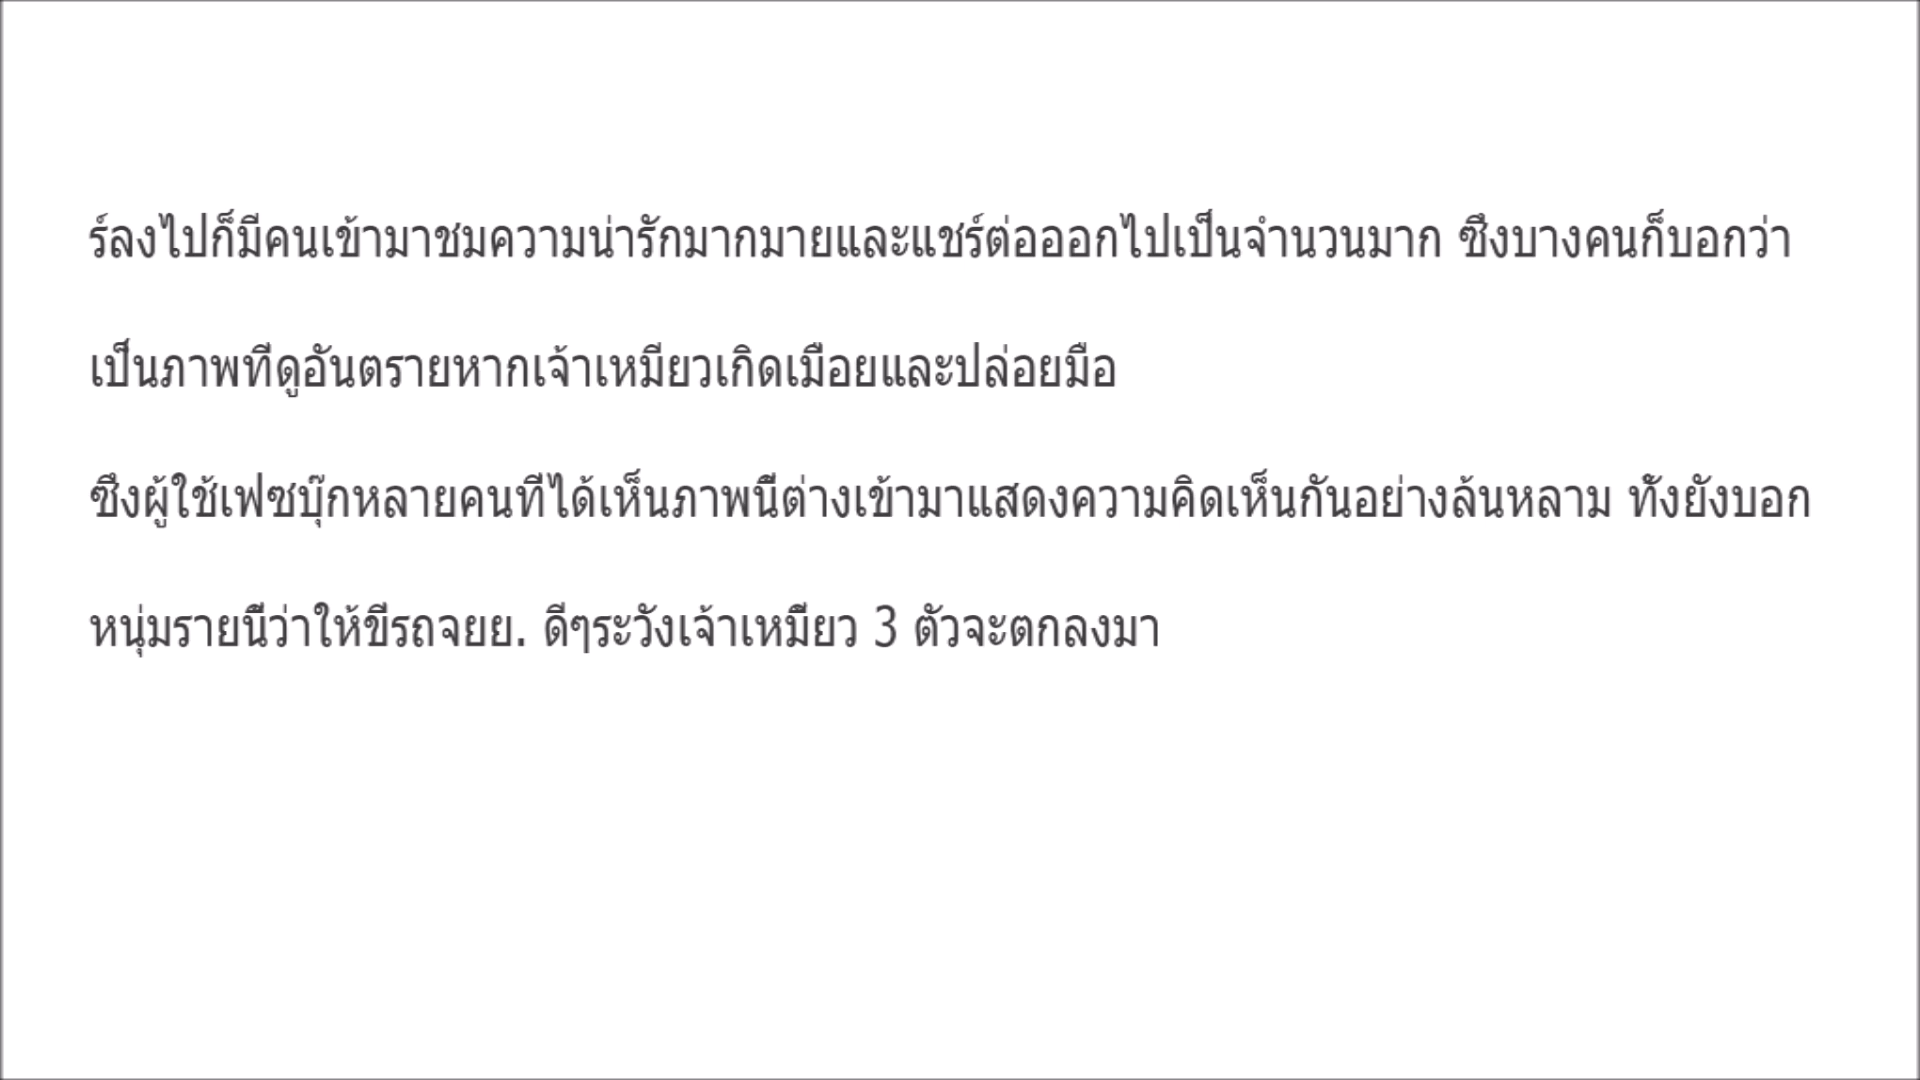 ร์ลงไปก็มีคนเข้ามาชมความน่ารักมากมายและแชร์ต่อออกไปเป็นจำนวนมาก ซึ่งบางคนก็บอกว่า
เป็นภาพที่ดูอันตรายหากเจ้าเหมียวเกิดเมื่อยและปล่อยมือ
ซึ่งผู้ใช้เฟซบุ๊กหลายคนที่ได้เห็นภาพนี้ต่างเข้ามาแสดงความคิดเห็นกันอย่างล้นหลาม ทั้งยังบอก
หนุ่มรายนี้ว่าให้ขี่รถจยย. ดีๆระวังเจ้าเหมียว 3 ตัวจะตกลงมา